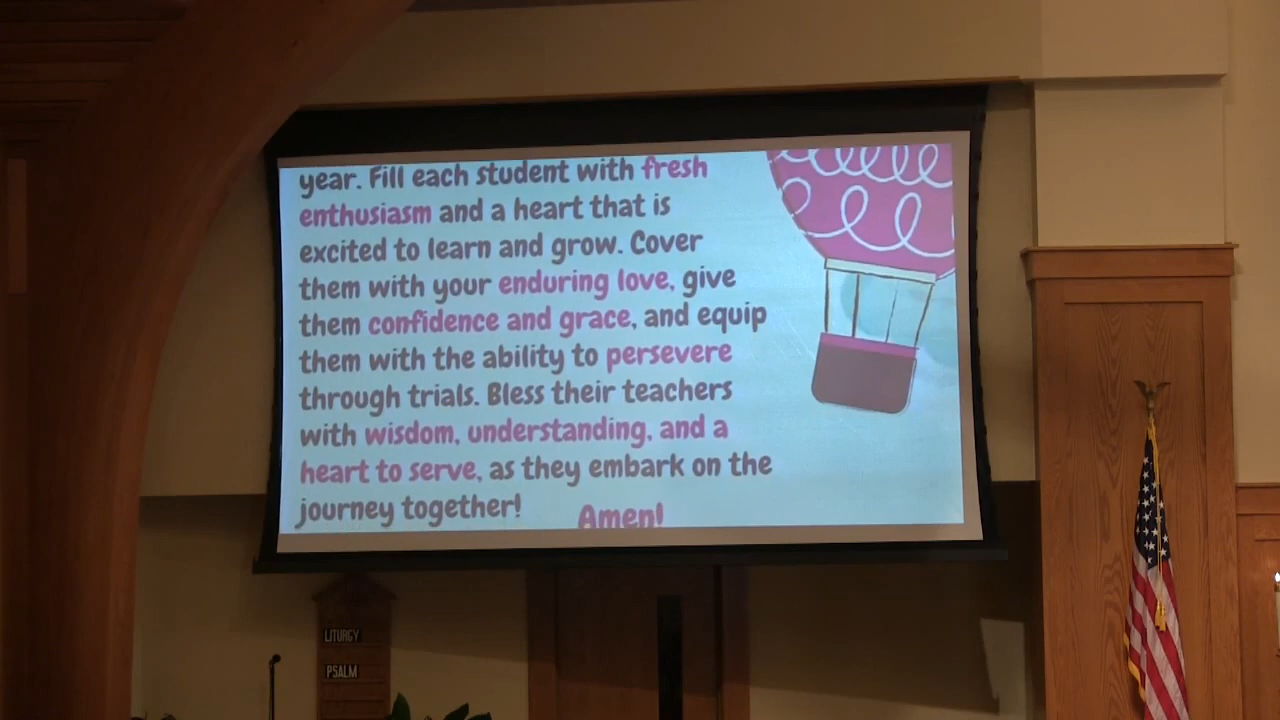 year. Fill each student with fresh
enthusiasm and a heart that is
excited to learn and grow. Cover
them with your enduring love, give
them confidence and grace, and equip
them with the ability to persevere
through trials. Bless their teachers
with wisdom, understanding, and a
heart to serve, as they embark on the
journey together!
Amen!
LITURGY
PSALM